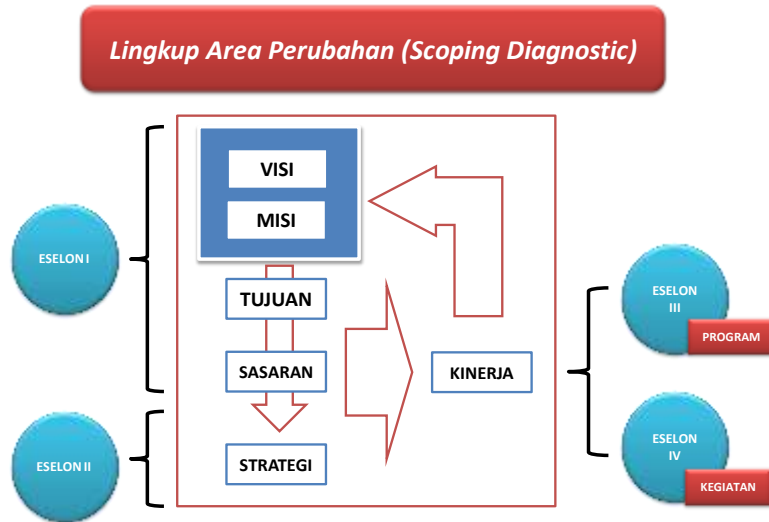 Lingkup Area Perubahan (Scoping Diagnostic)
VISI
MISI
ESELON I
TUJUAN
SASARAN
KINERJA
STRATEGI
ESELON II
ESELON
III
PROGRAM
ESELON
IV
KEGIATAN